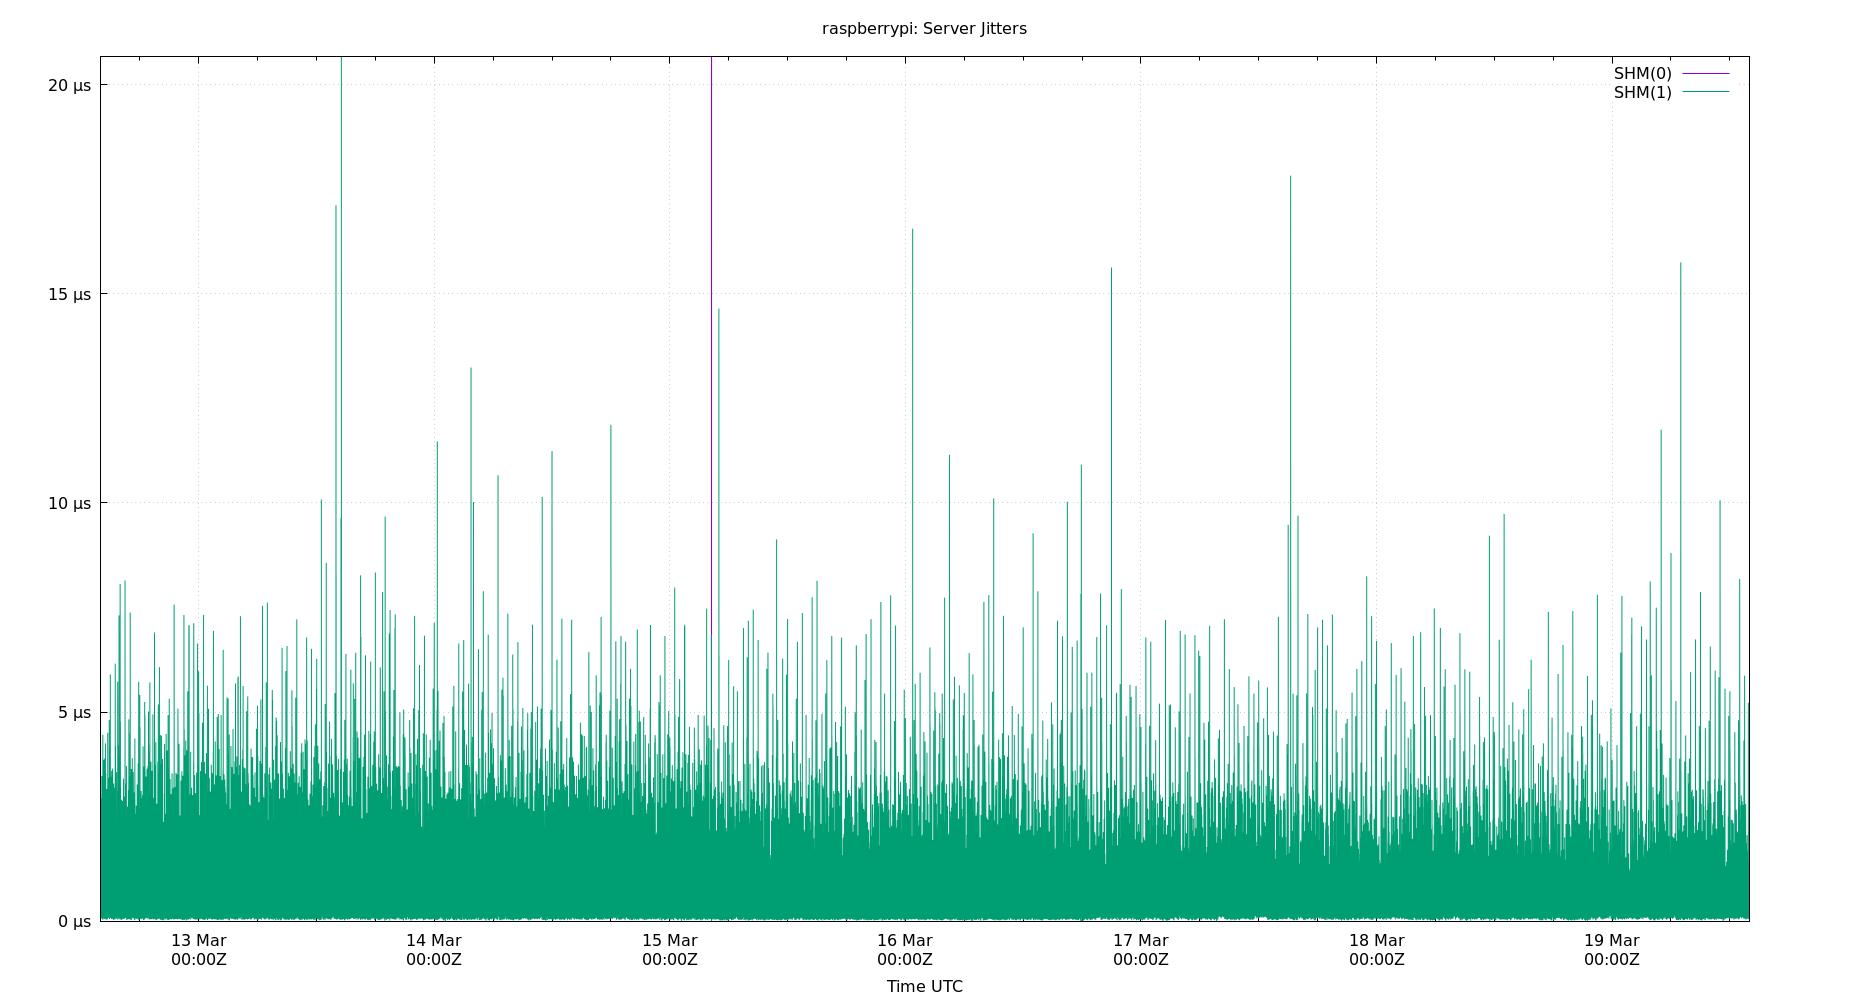 raspberrypi: Server Jitters
SHM(0)
SHM(1)
20 µs
15 µs
10 µs
5 µs
0 µs
13 Mar 14 Mar 15 Mar 16 Mar 17 Mar 18 Mar 19 Mar
00:00Z 00:00Z 00:00Z 00:00Z 00:00Z 00:00Z 00:00Z
Time UTC